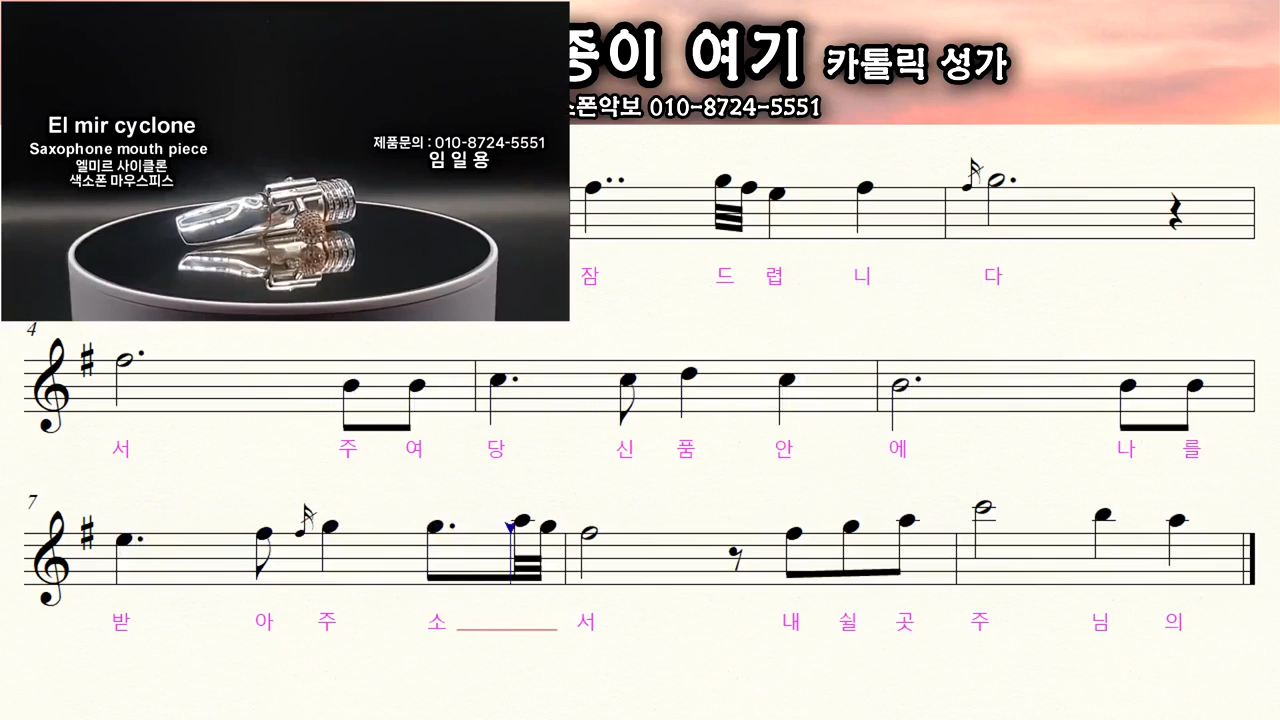 종이 여기 카톨릭 성가
폰악보 010-8724-5551
El mir cyclone
Saxophone mouth piece
엘미르 사이클론
색소폰 마우스피스
제품문의 : 010-8724-5551
임 일 용
잠 드 렵 니 다
4
서 주 여 당 신 품 안 에 나 를
7
받 아 주 소 서 내 쉴 곳 주 님 의